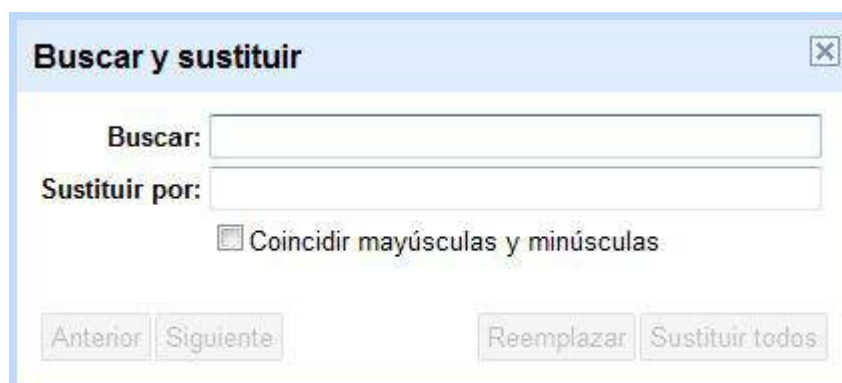 Buscar y sustituir
Buscar:
Sustituir por:
Coincidir mayúsculas y minúsculas
Anterior Siguiente Reemplazar Sustituir todos